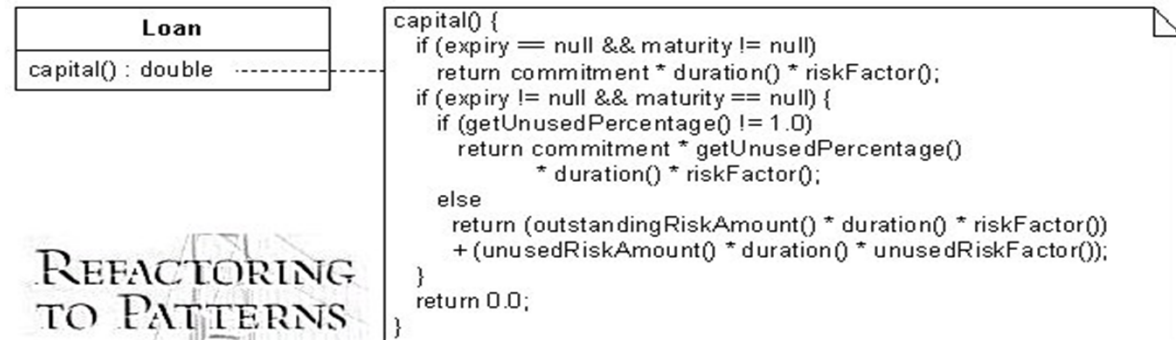 Loan
capital() : double
capital() {
if (expiry == null && maturity != null)
return commitment * duration() * riskFactor();
if (expiry != null && maturity == null) {
if (getUnusedPercentage() != 1.0)
return commitment * getUnusedPercentage()
* duration() * riskFactor();
else
return (outstandingRiskAmount() * duration() * riskFactor())
+ (unusedRiskAmount() * duration() * unusedRiskFactor());
}
return 0.0;
}
REFACTORING
TO PATTERNS